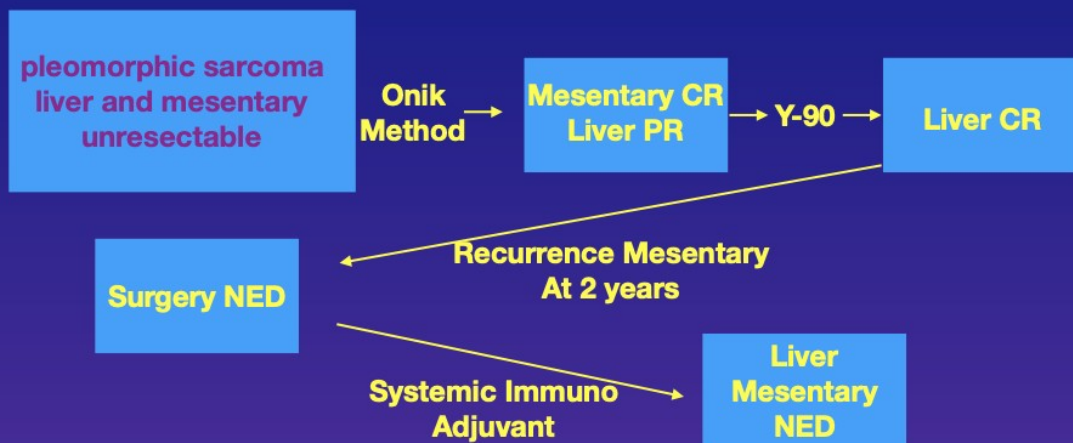 pleomorphic sarcoma
liver and mesentary
unresectable
Onik
Method
Mesentary CR
Liver PR
Y-90
Liver CR
Recurrence Mesentary
At 2 years
Surgery NED
Systemic Immuno
Adjuvant
Liver
Mesentary
NED